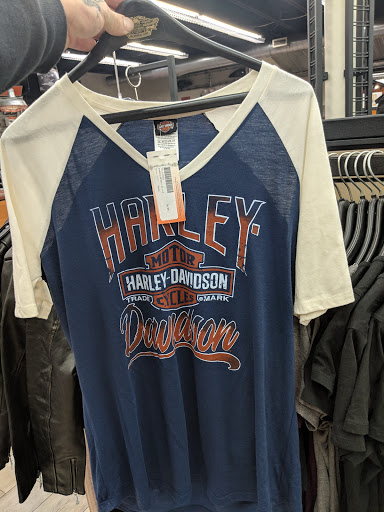 HARLEY-
MOTOR
HARLEY-DAVIDSON
TRADE MARK
CYCLES
Davidson